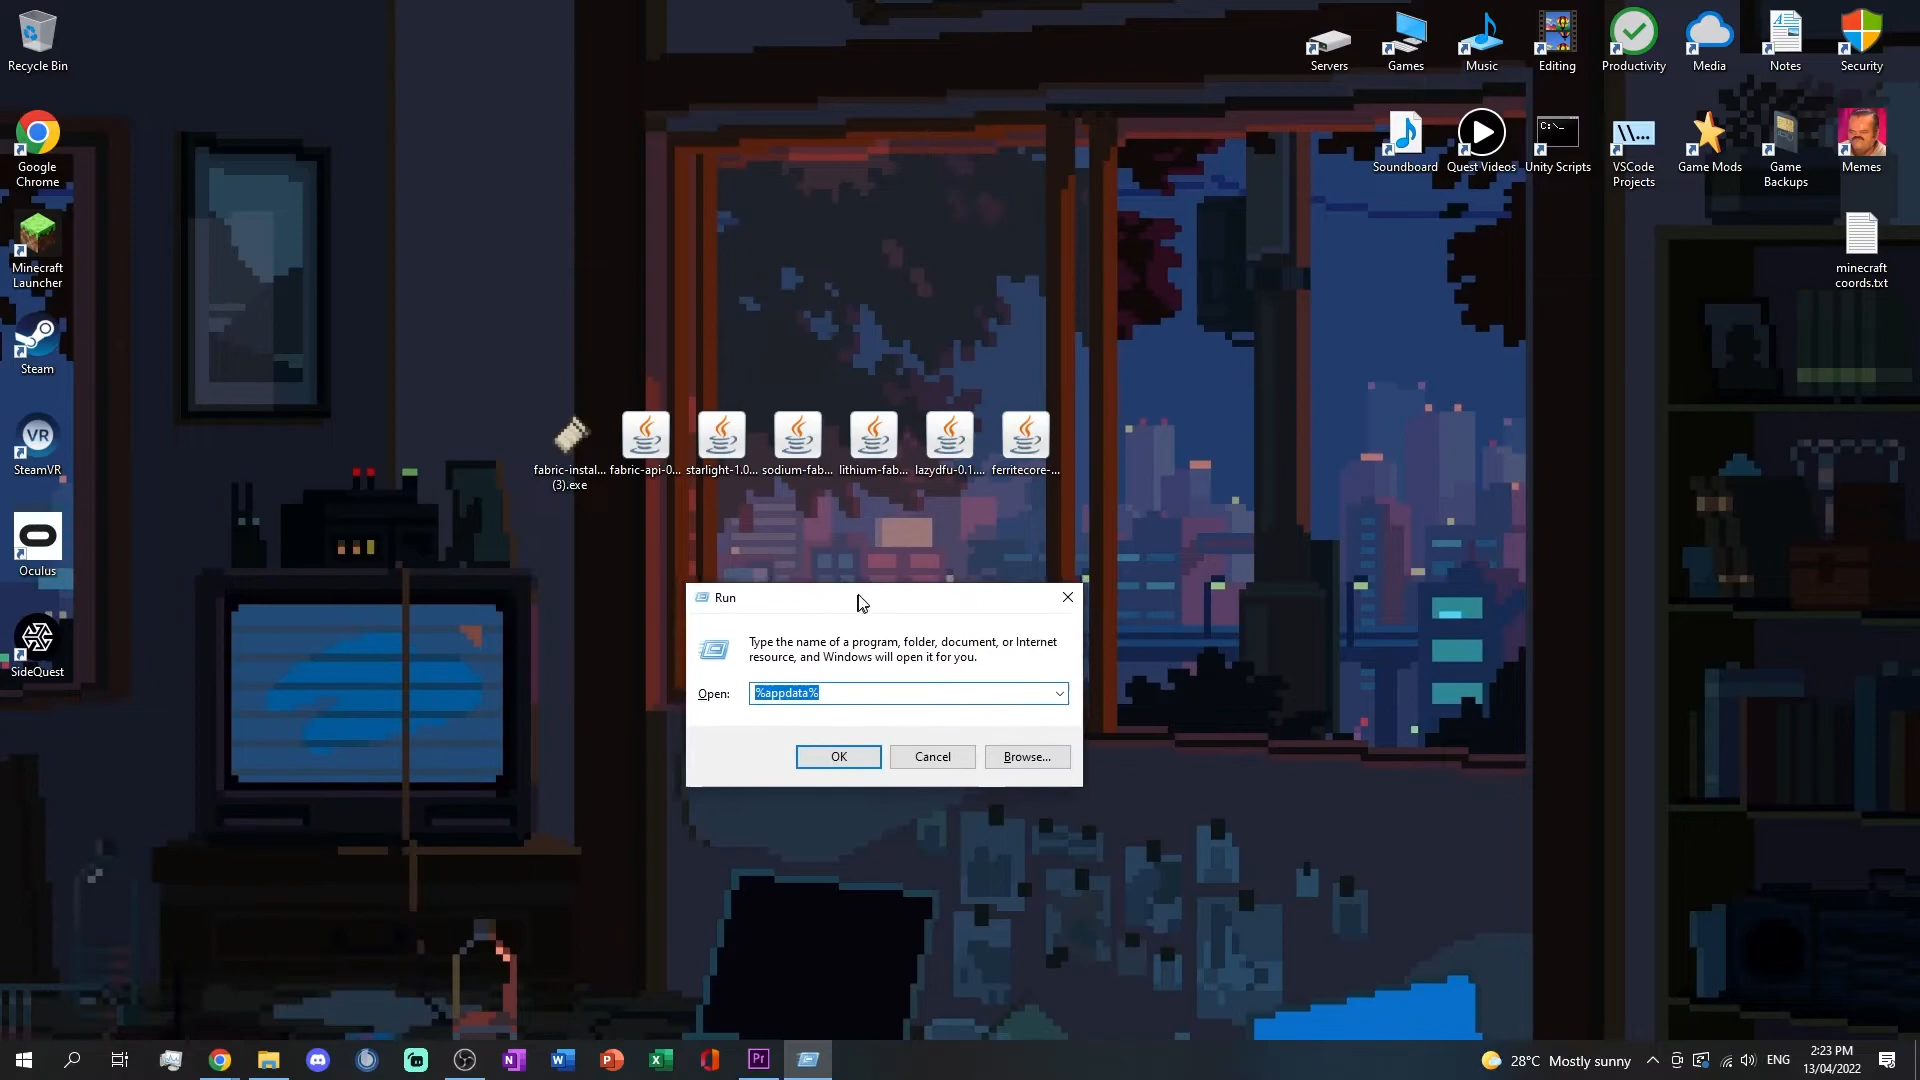 Recycle Bin
Servers
Games
Music
Editing
Productivity
Media
Notes
Security
Google
Chrome
Soundboard
Quest Videos
C:\_
Unity Scripts
\\...
VSCode
Projects
Game Mods
Game
Backups
Memes
Minecraft
Launcher
minecraft
coords.txt
Steam
VR
SteamVR
fabric-instal...
(3).exe
fabric-api-0...
starlight-1.0...
sodium-fab...
lithium-fab...
lazydfu-0.1....
ferritecore-...
Oculus
SideQuest
Run
Type the name of a program, folder, document, or Internet
resource, and Windows will open it for you.
Open:
%appdata%
OK
Cancel
Browse...
N
W
P
X
Pr
28°C Mostly sunny
ENG
2:23 PM
13/04/2022